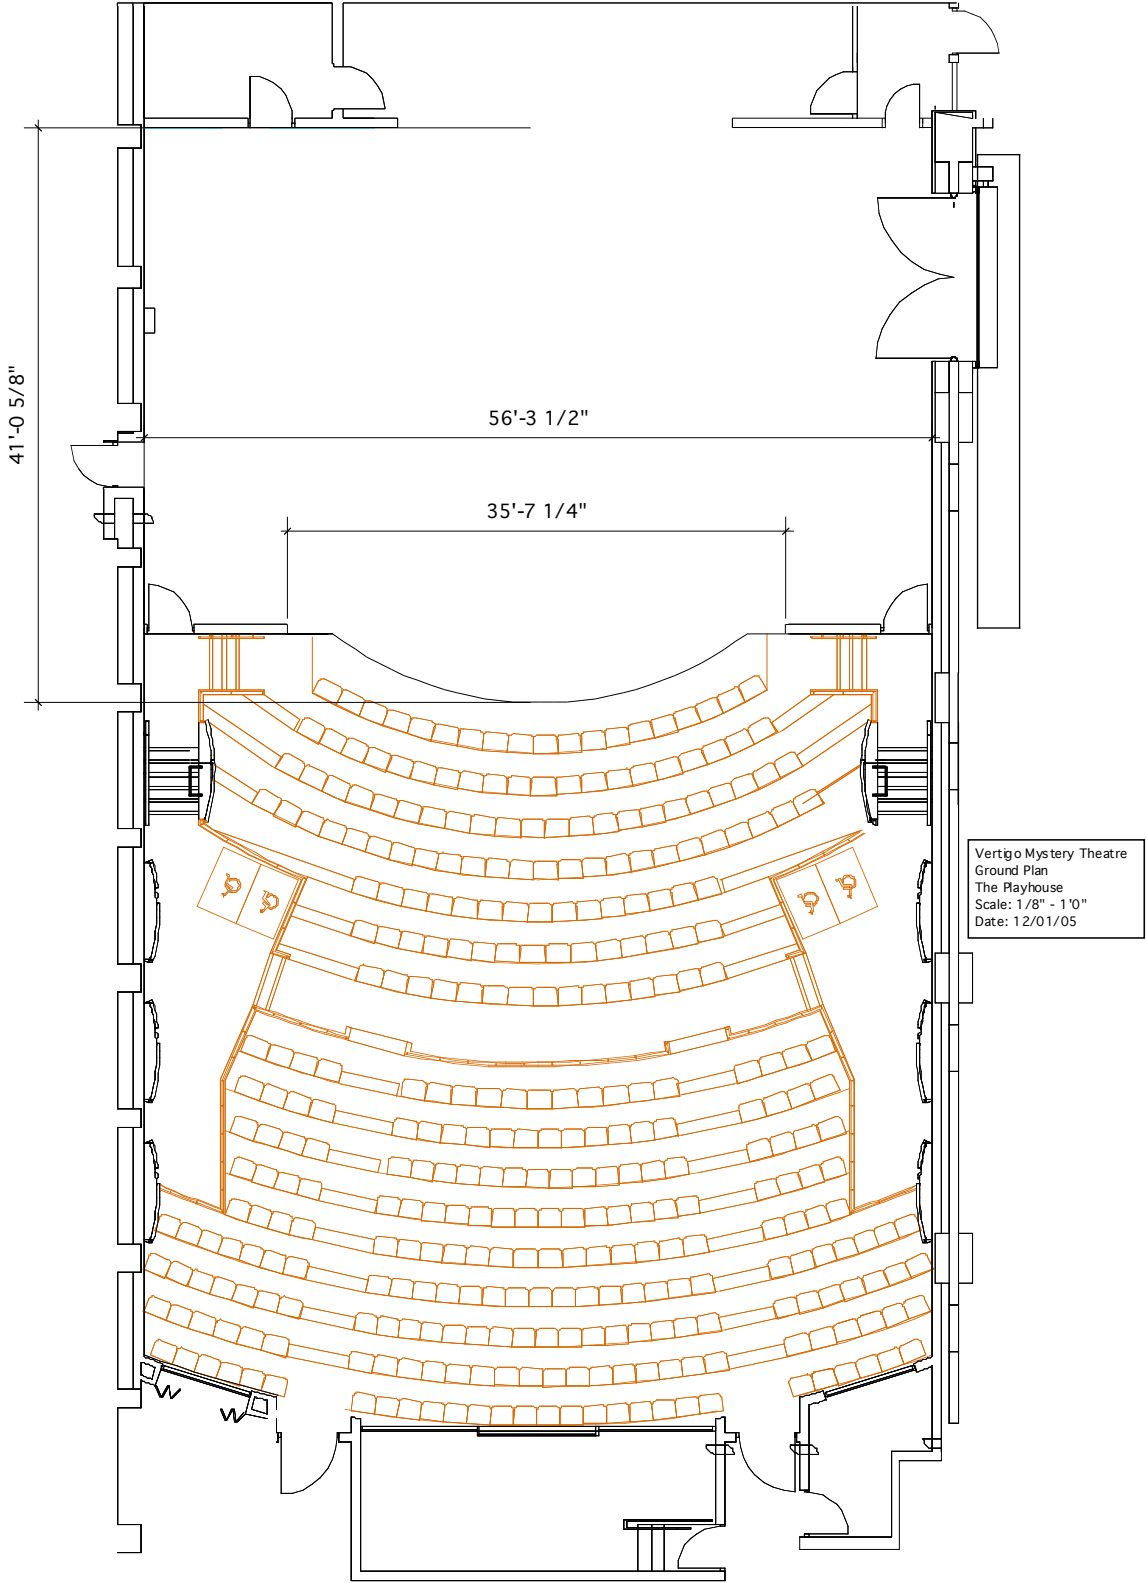 41'-0 5/8"
56'-3 1/2"
35'-7 1/4"
Vertigo Mystery Theatre
Ground Plan
The Playhouse
Scale: 1/8" - 1'0"
Date: 12/01/05